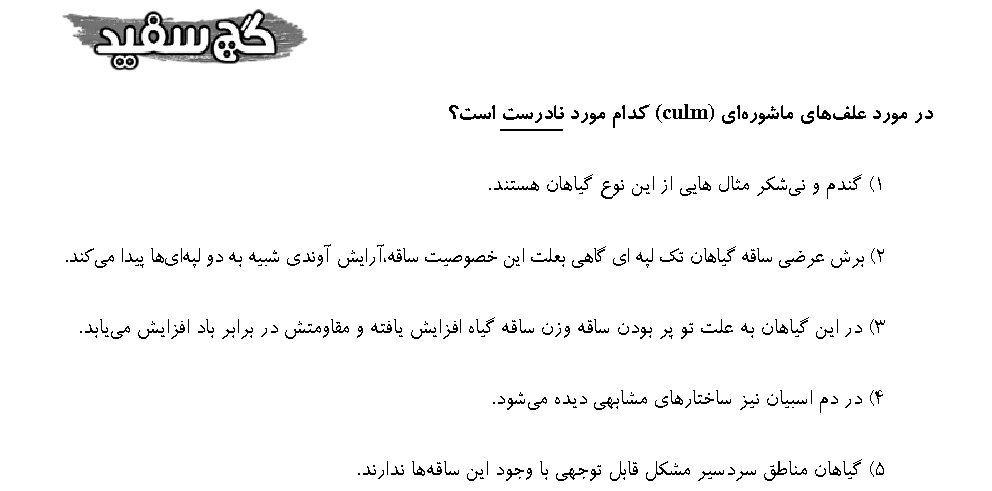 گچ سفید
در مورد علف‌های ماشوره‌ای (culm) کدام مورد نادرست است؟
۱) گندم و نی‌شکر مثال هایی از این نوع گیاهان هستند.
۲) برش عرضی ساقه گیاهان تک لپه ای گاهی بعلت این خصوصیت ساقه،آرایش آوندی شبیه به دو لپه‌ای‌ها پیدا می‌کند.
۳) در این گیاهان به علت تو پر بودن ساقه وزن ساقه گیاه افزایش یافته و مقاومتش در برابر باد افزایش می‌یابد.
۴) در دم اسبیان نیز ساختارهای مشابهی دیده می‌شود.
۵) گیاهان مناطق سردسیر مشکل قابل توجهی با وجود این ساقه‌ها ندارند.